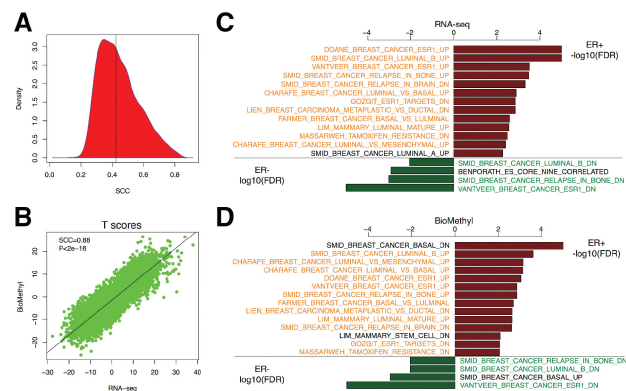 A
Density
0.0 0.5 1.0 1.5 2.0 2.5 3.0
0.0 0.2 0.4 0.6 0.8
SCC
B
T scores
SCC=0.88
P<2e-16
BioMethyl
20
10
0
-10
-20
-30 -20 -10 0 10 20 30 40
RNA-seq
C
RNA-seq
-4 -2 0 2 4
ER+
-log10(FDR)
DOANE_BREAST_CANCER_ESR1_UP
SMID_BREAST_CANCER_LUMINAL_B_UP
VANTVEER_BREAST_CANCER_ESR1_UP
SMID_BREAST_CANCER_RELAPSE_IN_BONE_UP
SMID_BREAST_CANCER_RELAPSE_IN_BRAIN_DN
CHARAFE_BREAST_CANCER_LUMINAL_VS_BASAL_UP
GOZGIT_ESR1_TARGETS_DN
LIEN_BREAST_CARCINOMA_METAPLASTIC_VS_DUCTAL_DN
FARMER_BREAST_CANCER_BASAL_VS_LULMINAL
LIM_MAMMARY_LUMINAL_MATURE_UP
MASSARWEH_TAMOXIFEN_RESISTANCE_DN
CHARAFE_BREAST_CANCER_LUMINAL_VS_MESENCHYMAL_UP
SMID_BREAST_CANCER_LUMINAL_A_UP
ER-
-log10(FDR)
SMID_BREAST_CANCER_LUMINAL_B_DN
BENPORATH_ES_CORE_NINE_CORRELATED
SMID_BREAST_CANCER_RELAPSE_IN_BONE_DN
VANTVEER_BREAST_CANCER_ESR1_DN
D
BioMethyl
-4 -2 0 2 4
ER+
-log10(FDR)
SMID_BREAST_CANCER_BASAL_DN
SMID_BREAST_CANCER_LUMINAL_B_UP
CHARAFE_BREAST_CANCER_LUMINAL_VS_MESENCHYMAL_UP
CHARAFE_BREAST_CANCER_LUMINAL_VS_BASAL_UP
DOANE_BREAST_CANCER_ESR1_UP
VANTVEER_BREAST_CANCER_ESR1_UP
SMID_BREAST_CANCER_RELAPSE_IN_BONE_UP
FARMER_BREAST_CANCER_BASAL_VS_LULMINAL
LIEN_BREAST_CARCINOMA_METAPLASTIC_VS_DUCTAL_DN
LIM_MAMMARY_LUMINAL_MATURE_UP
SMID_BREAST_CANCER_RELAPSE_IN_BRAIN_DN
LIM_MAMMARY_STEM_CELL_DN
GOZGIT_ESR1_TARGETS_DN
MASSARWEH_TAMOXIFEN_RESISTANCE_DN
ER-
-log10(FDR)
SMID_BREAST_CANCER_RELAPSE_IN_BONE_DN
SMID_BREAST_CANCER_LUMINAL_B_DN
SMID_BREAST_CANCER_BASAL_UP
VANTVEER_BREAST_CANCER_ESR1_DN